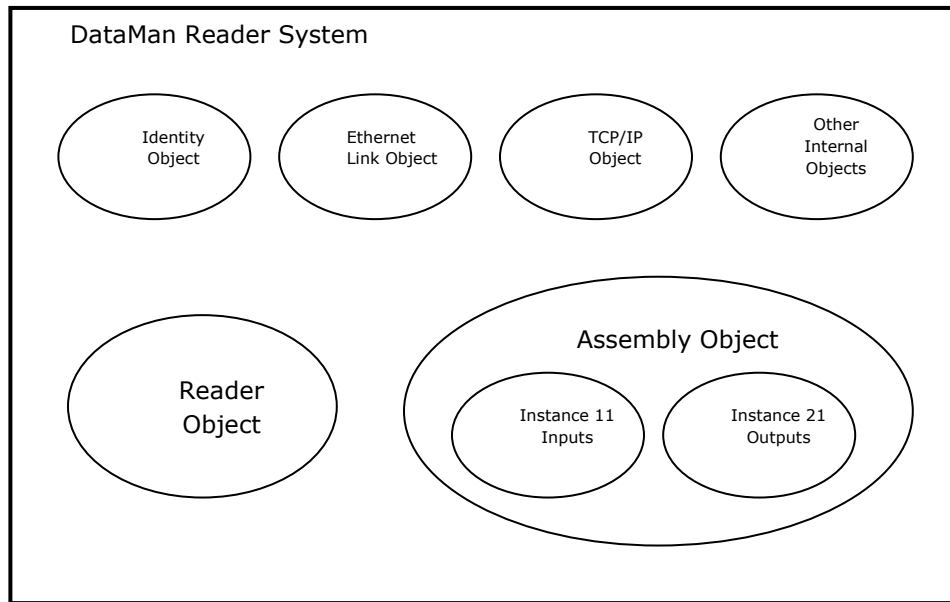 DataMan Reader System
Identity
Object
Ethernet
Link Object
TCP/IP
Object
Other
Internal
Objects
Reader
Object
Assembly Object
Instance 11
Inputs
Instance 21
Outputs